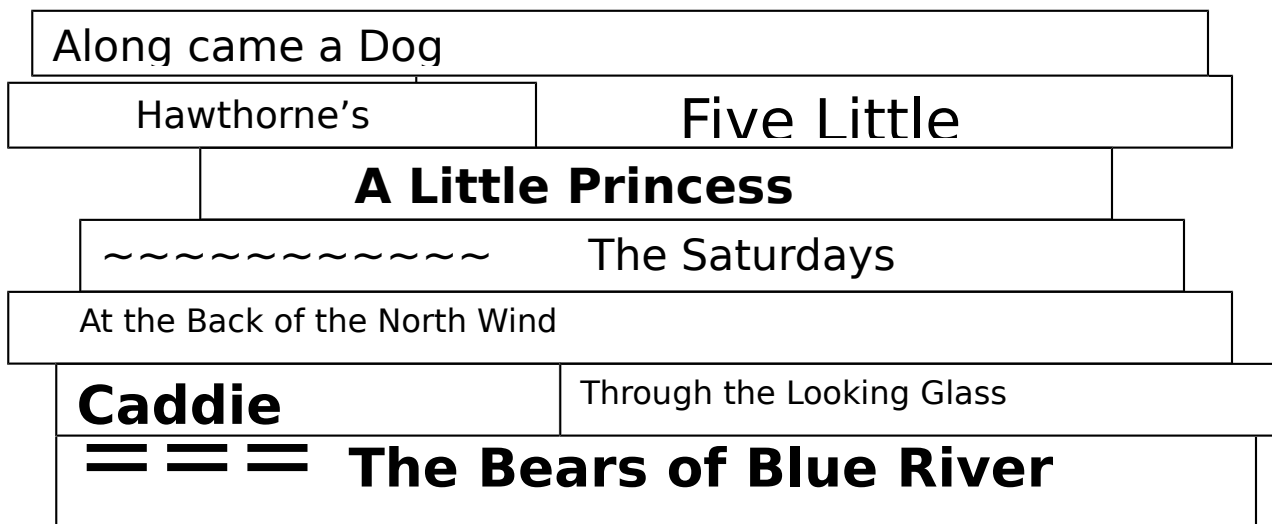 Along came a Dog
Hawthorne’s
Five Little
A Little Princess
~~~~~~~~~~~ The Saturdays
At the Back of the North Wind
Caddie
Through the Looking Glass
=== The Bears of Blue River